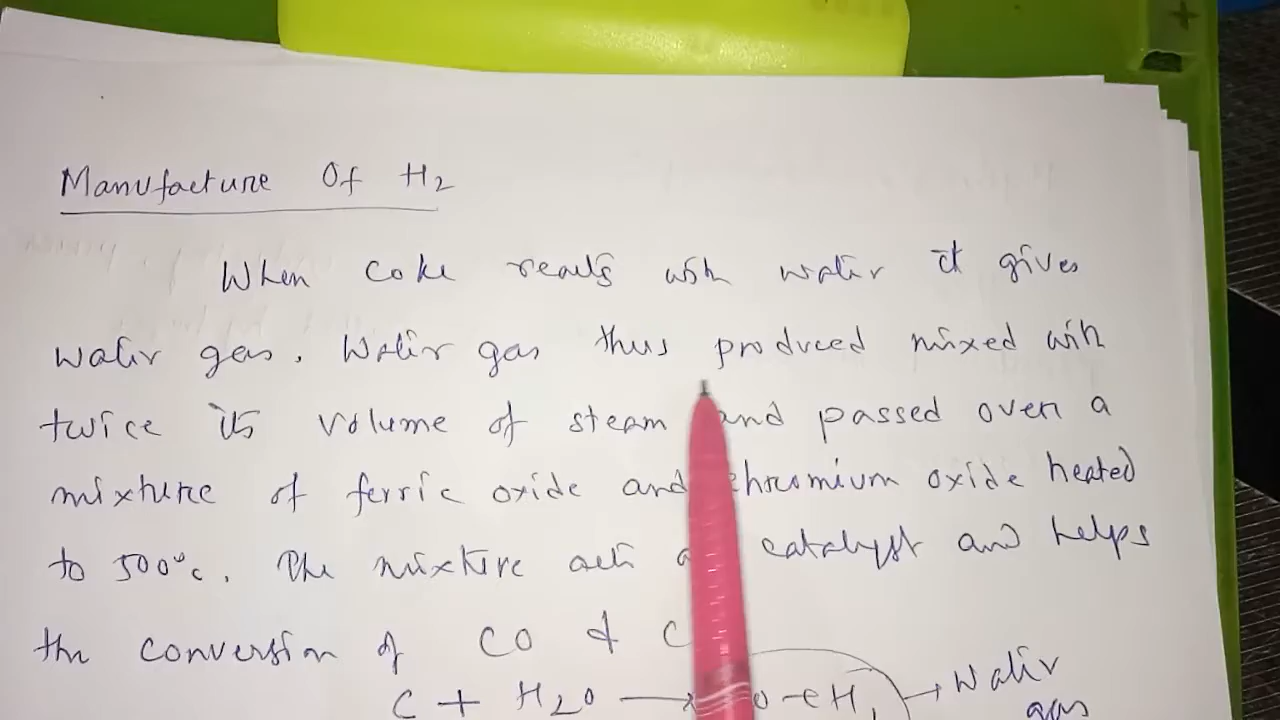 Manufacture Of H2
When coke reacts with water it gives
water gas. Water gas thus produced mixed with
twice its volume of steam and passed over a
mixture of ferric oxide and chromium oxide heated
to 500°c. The mixture acts a catalyst and helps
the conversion of CO & C
C + H2O → O + H → Water
gas